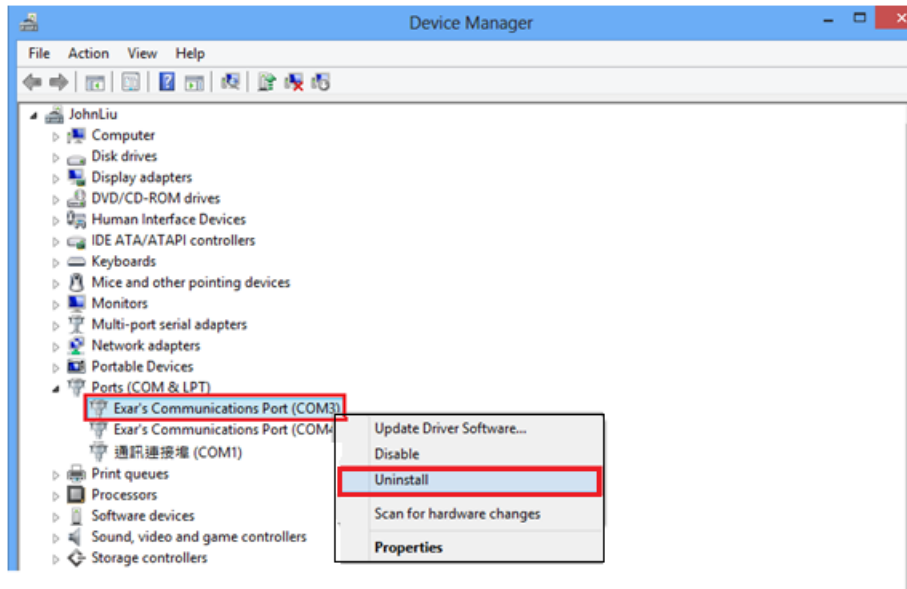 Device Manager
File Action View Help
JohnLiu
Computer
Disk drives
Display adapters
DVD/CD-ROM drives
Human Interface Devices
IDE ATA/ATAPI controllers
Keyboards
Mice and other pointing devices
Monitors
Multi-port serial adapters
Network adapters
Portable Devices
Ports (COM & LPT)
Exar's Communications Port (COM3)
Exar's Communications Port (COM4
通訊連接埠 (COM1)
Print queues
Processors
Software devices
Sound, video and game controllers
Storage controllers
Update Driver Software...
Disable
Uninstall
Scan for hardware changes
Properties